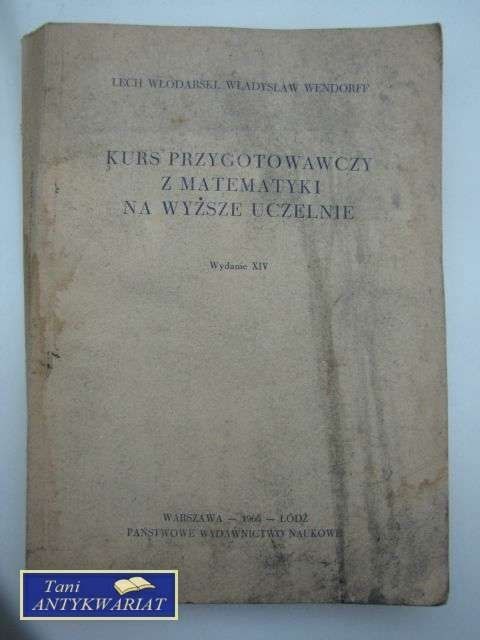 LECH WŁODARSKI, WŁADYSŁAW WENDORFF
KURS PRZYGOTOWAWCZY
Z MATEMATYKI
NA WYŻSZE UCZELNIE
Wydanie XIV
WARSZAWA — — ŁÓDŹ
PAŃSTWOWE WYDAWNICTWO NAUKOWE
Tani
ANTYKWARIAT